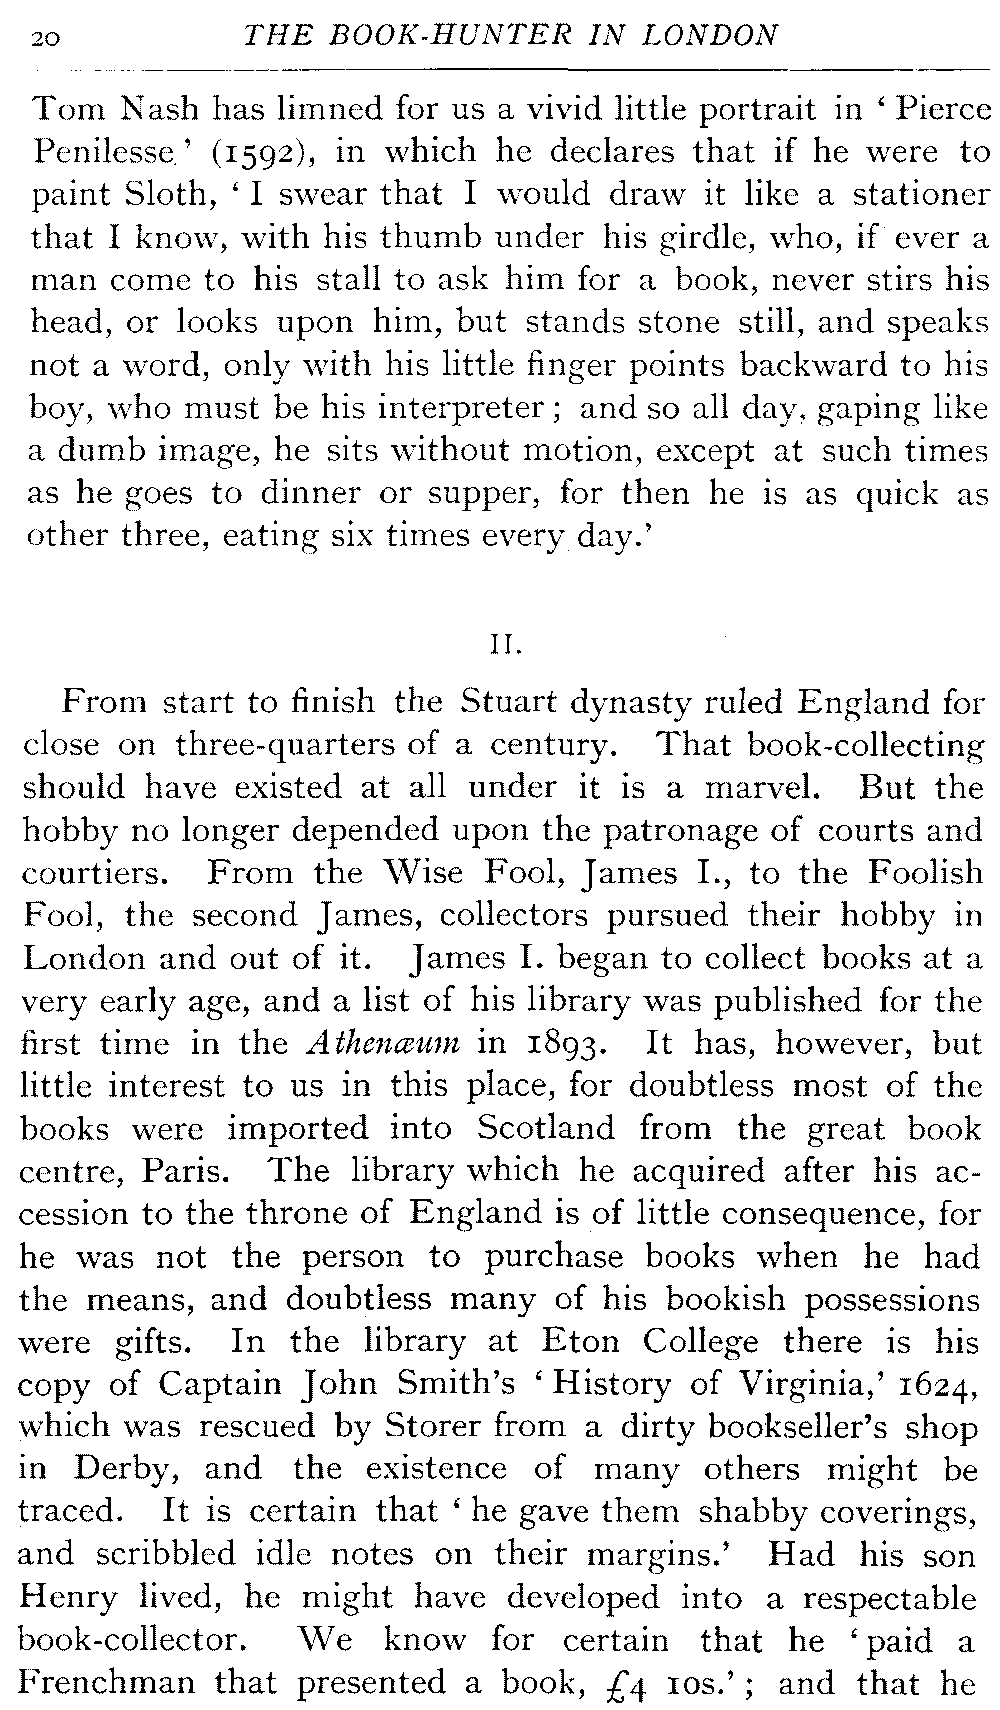 20 THE BOOK-HUNTER IN LONDON
Tom Nash has limned for us a vivid little portrait in ‘ Pierce
Penilesse ’ (1592), in which he declares that if he were to
paint Sloth, ‘ I swear that I would draw it like a stationer
that I know, with his thumb under his girdle, who, if ever a
man come to his stall to ask him for a book, never stirs his
head, or looks upon him, but stands stone still, and speaks
not a word, only with his little finger points backward to his
boy, who must be his interpreter ; and so all day, gaping like
a dumb image, he sits without motion, except at such times
as he goes to dinner or supper, for then he is as quick as
other three, eating six times every day.’
II.
From start to finish the Stuart dynasty ruled England for
close on three-quarters of a century. That book-collecting
should have existed at all under it is a marvel. But the
hobby no longer depended upon the patronage of courts and
courtiers. From the Wise Fool, James I., to the Foolish
Fool, the second James, collectors pursued their hobby in
London and out of it. James I. began to collect books at a
very early age, and a list of his library was published for the
first time in the Athenæum in 1893. It has, however, but
little interest to us in this place, for doubtless most of the
books were imported into Scotland from the great book
centre, Paris. The library which he acquired after his ac-
cession to the throne of England is of little consequence, for
he was not the person to purchase books when he had
the means, and doubtless many of his bookish possessions
were gifts. In the library at Eton College there is his
copy of Captain John Smith’s ‘ History of Virginia,’ 1624,
which was rescued by Storer from a dirty bookseller’s shop
in Derby, and the existence of many others might be
traced. It is certain that ‘ he gave them shabby coverings,
and scribbled idle notes on their margins.’ Had his son
Henry lived, he might have developed into a respectable
book-collector. We know for certain that he ‘ paid a
Frenchman that presented a book, £4 10s.’ ; and that he